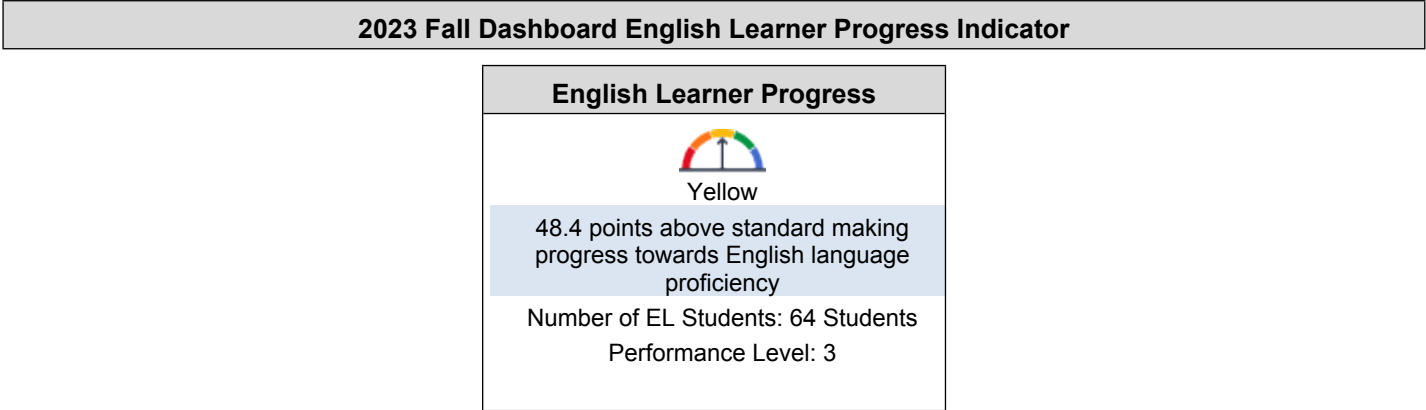 2023 Fall Dashboard English Learner Progress Indicator
English Learner Progress
Yellow
48.4 points above standard making
progress towards English language
proficiency
Number of EL Students: 64 Students
Performance Level: 3